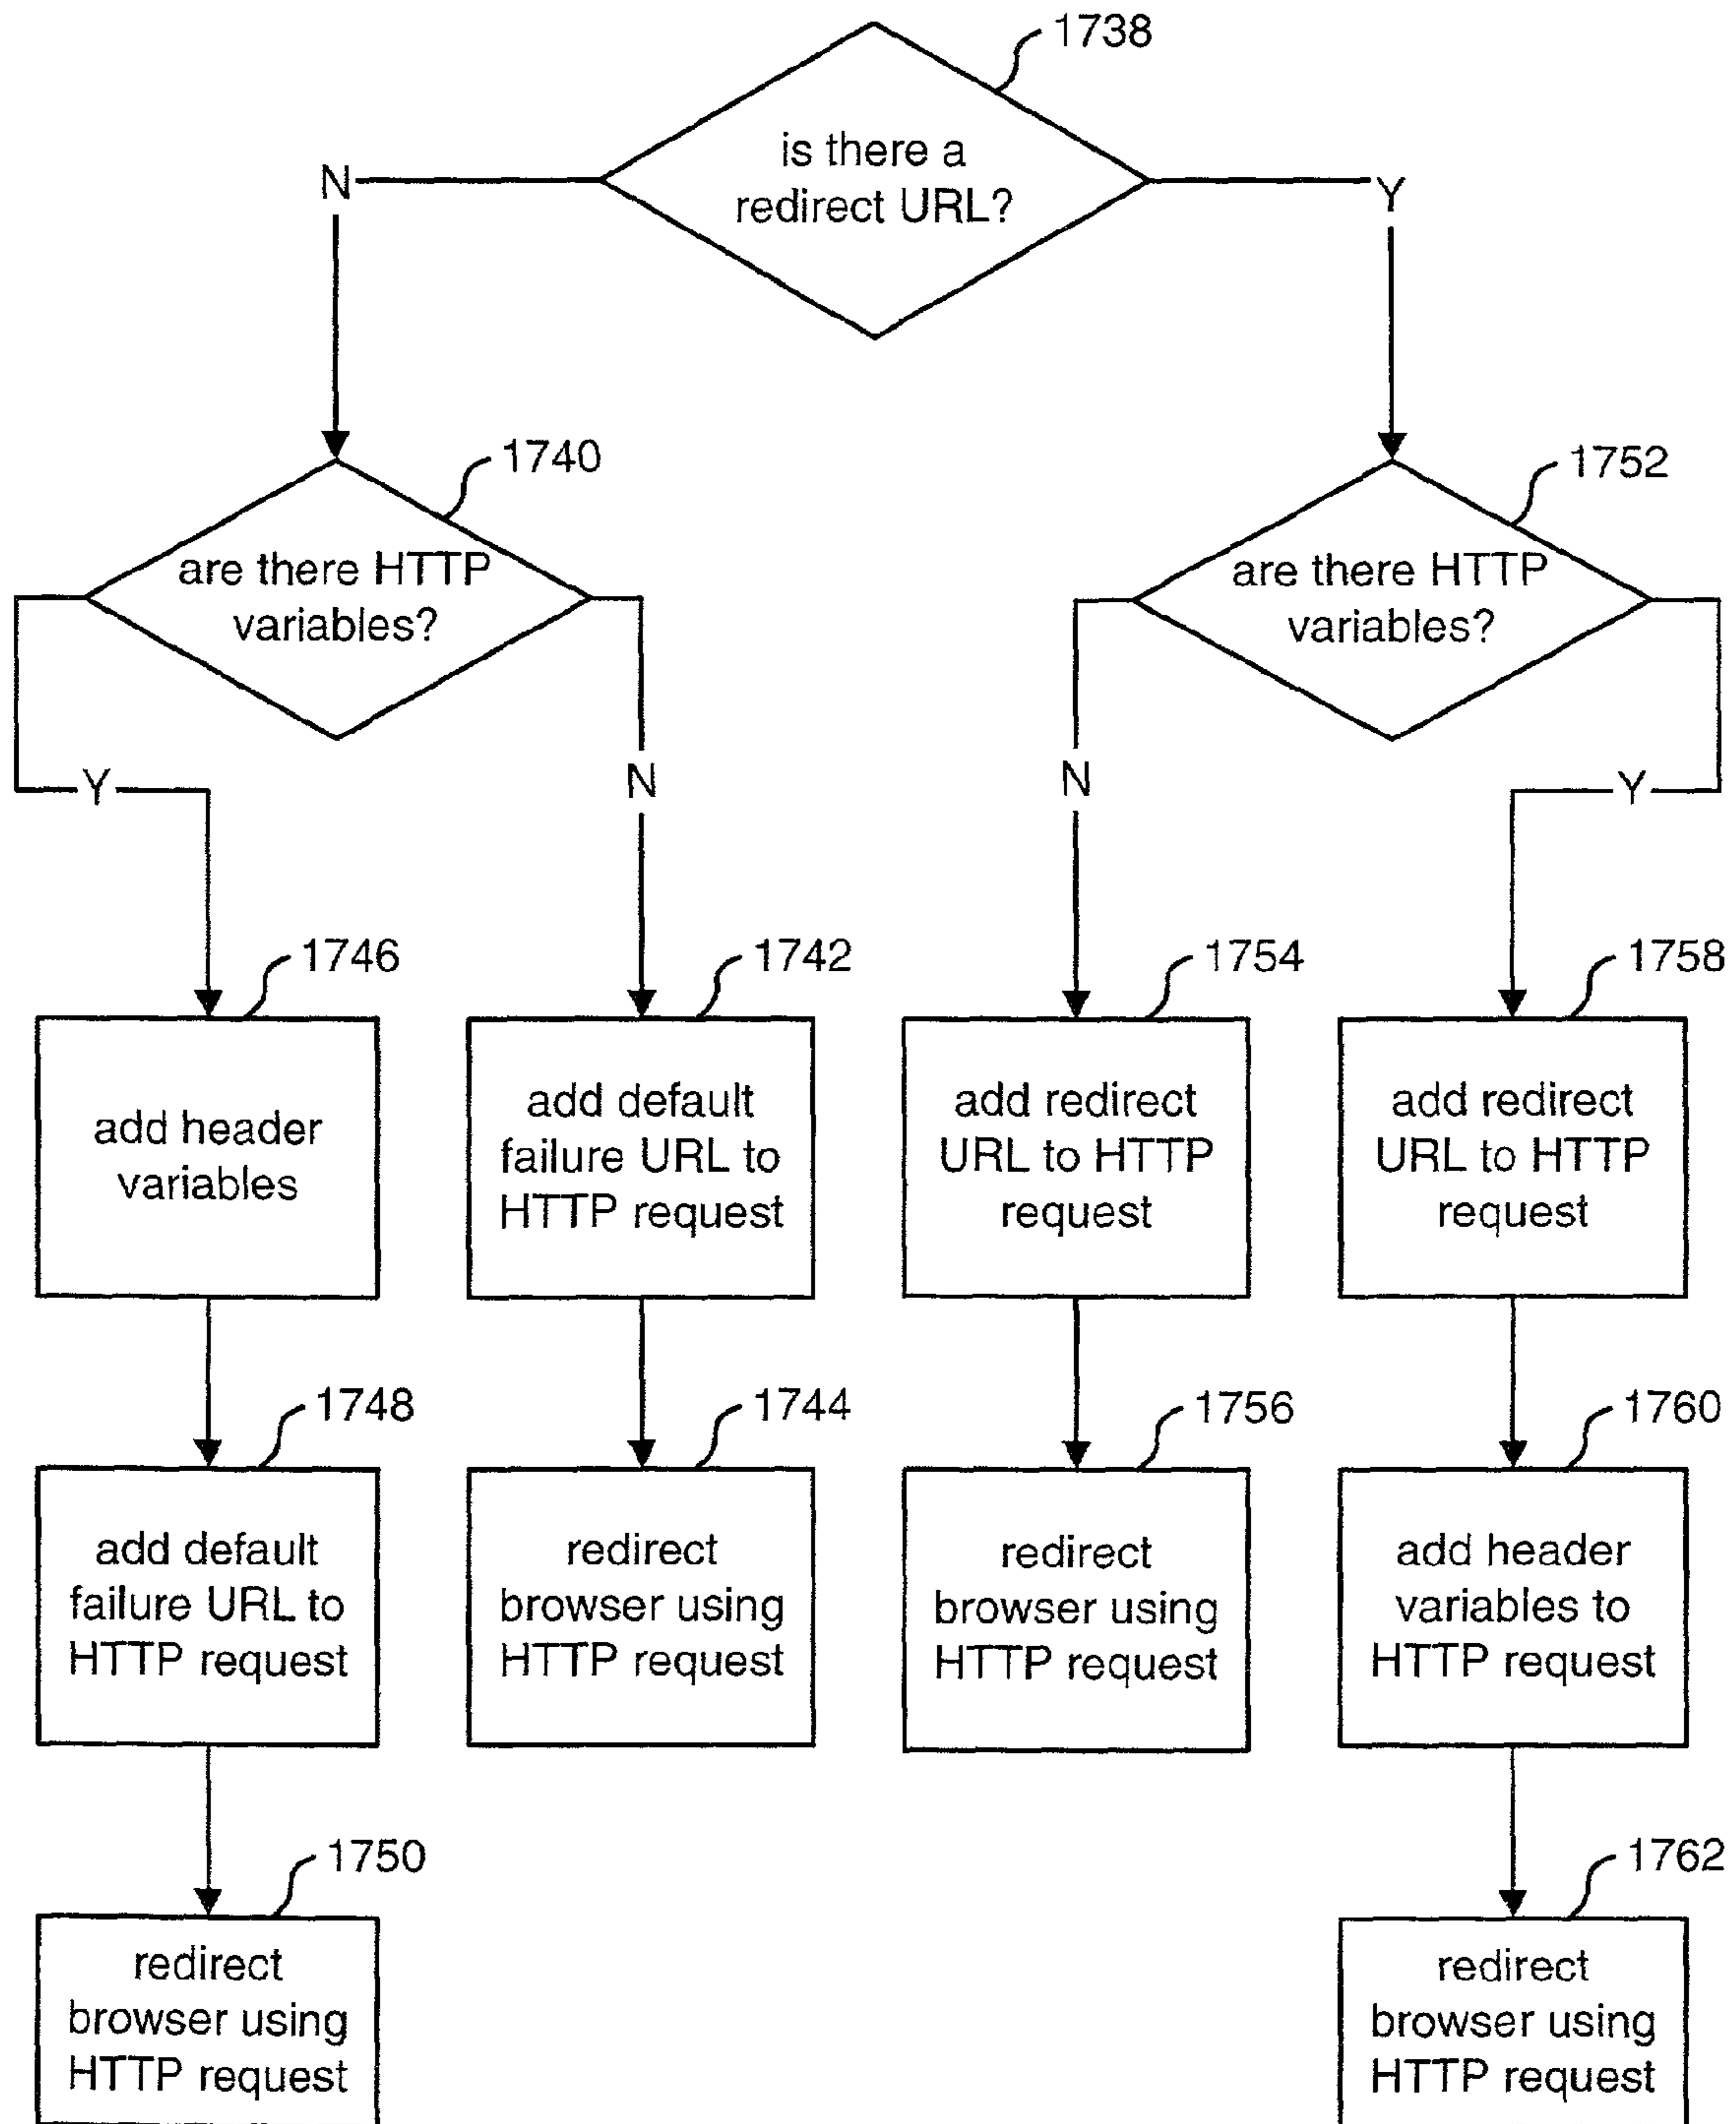 1738
is there a
redirect URL?
N
Y
1740
are there HTTP
variables?
1752
are there HTTP
variables?
Y
N
N
Y
1746
add header
variables
1742
add default
failure URL to
HTTP request
1754
add redirect
URL to HTTP
request
1758
add redirect
URL to HTTP
request
1748
add default
failure URL to
HTTP request
1744
redirect
browser using
HTTP request
1756
redirect
browser using
HTTP request
1760
add header
variables to
HTTP request
1750
redirect
browser using
HTTP request
1762
redirect
browser using
HTTP request